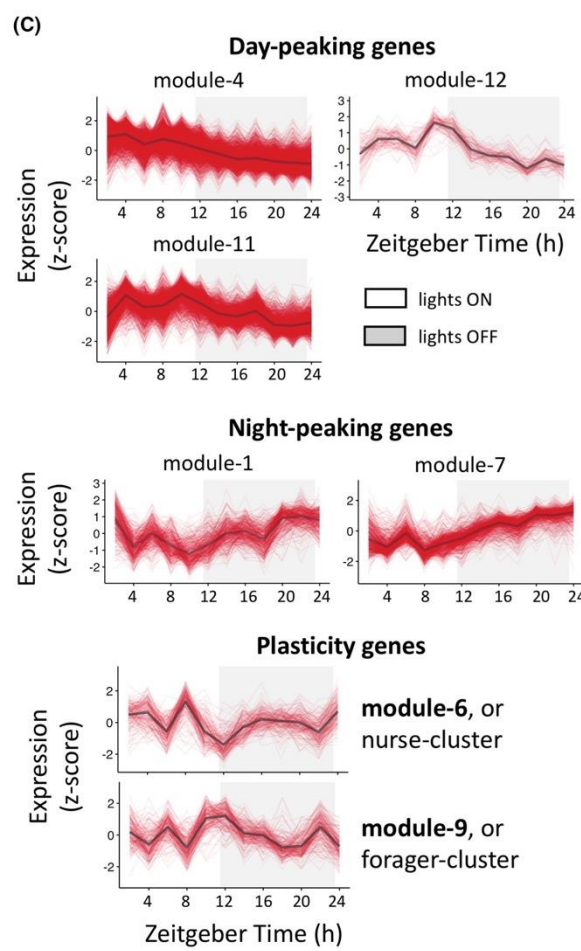 (C)
Day-peaking genes
module-4
module-12
Expression
(z-score)
2
0
-2
4 8 12 16 20 24
3
2
1
0
-1
-2
-3
4 8 12 16 20 24
Zeitgeber Time (h)
module-11
2
0
-2
4 8 12 16 20 24
lights ON
lights OFF
Night-peaking genes
module-1
module-7
Expression
(z-score)
3
2
1
0
-1
-2
4 8 12 16 20 24
2
0
-2
4 8 12 16 20 24
Plasticity genes
Expression
(z-score)
2
0
-2
module-6, or
nurse-cluster
2
0
-2
module-9, or
forager-cluster
4 8 12 16 20 24
Zeitgeber Time (h)